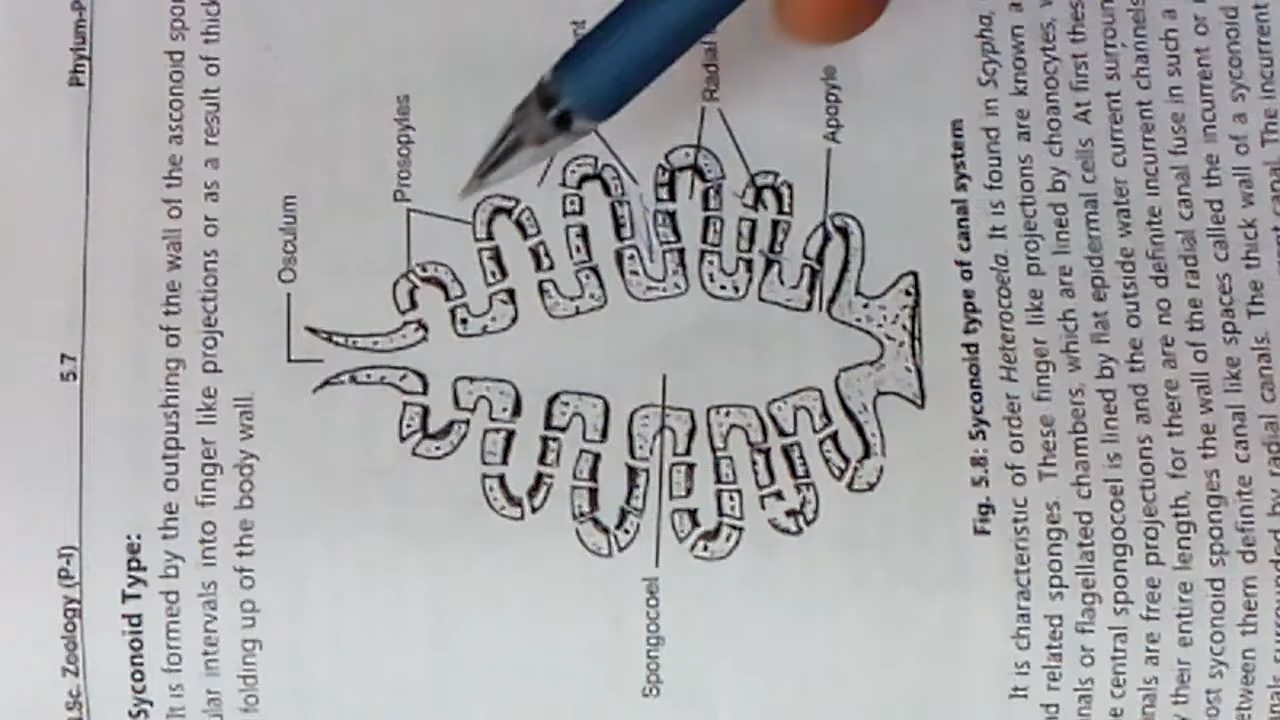 .Sc. Zoology (P-I) 5.7 Phylum-P
Syconoid Type:
It is formed by the outpushing of the wall of the asconoid spo
lar intervals into finger like projections or as a result of thick
folding up of the body wall.
Osculum
Prosopyles
nt
Radial
Apopyle
Spongocoel
Fig. 5.8: Syconoid type of canal system
It is characteristic of order Heterocoela. It is found in Scypha,
d related sponges. These finger like projections are known a
nals or flagellated chambers, which are lined by choanocytes,
e central spongocoel is lined by flat epidermal cells. At first thes
nals are free projections and the outside water current surroun
their entire length, for there are no definite incurrent channels
ost syconoid sponges the wall of the radial canal fuse in such a
etween them definite canal like spaces called the incurrent or
nals surrounded by radial canals. The thick wall of a syconoid
canal. The incurrent